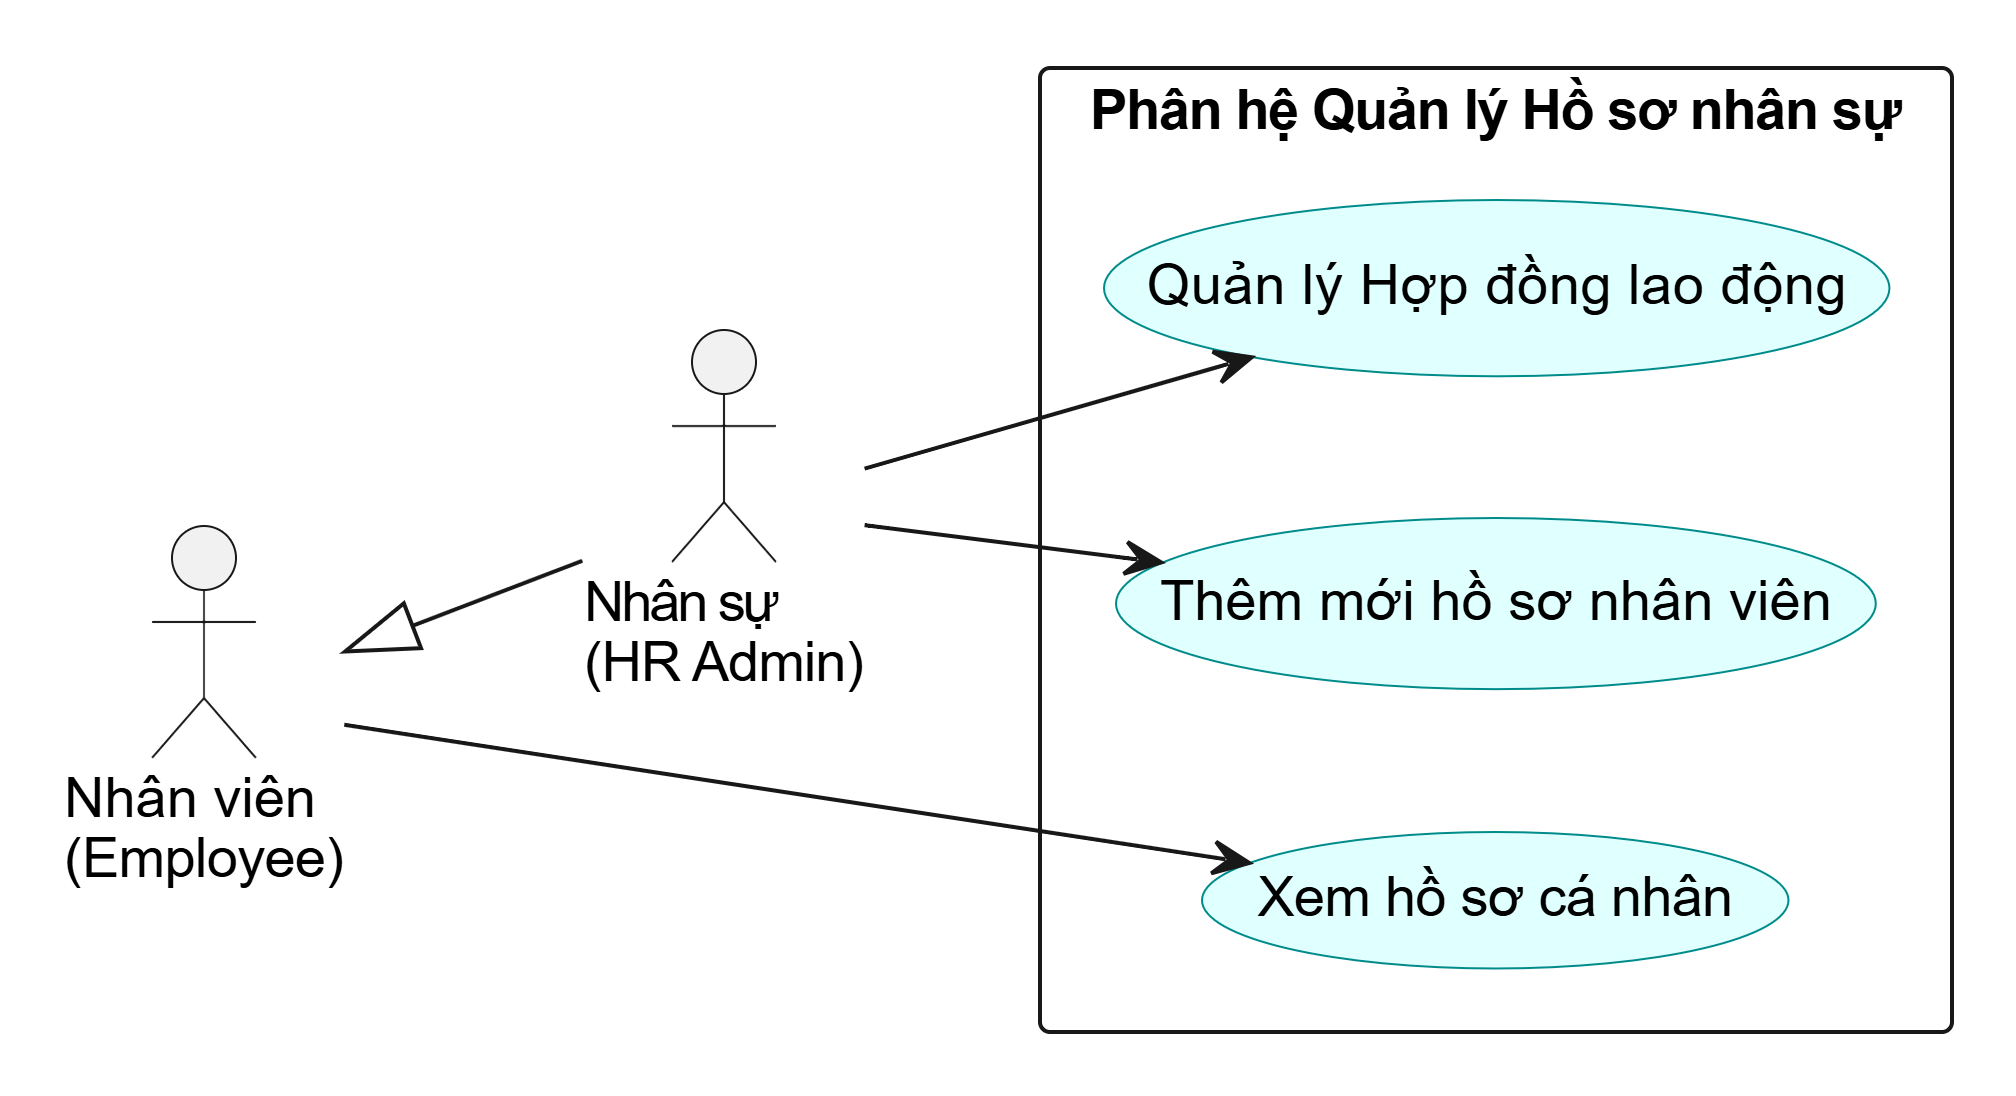 Phân hệ Quản lý Hồ sơ nhân sự
Quản lý Hợp đồng lao động
Nhân sự
(HR Admin)
Thêm mới hồ sơ nhân viên
Nhân viên
(Employee)
Xem hồ sơ cá nhân